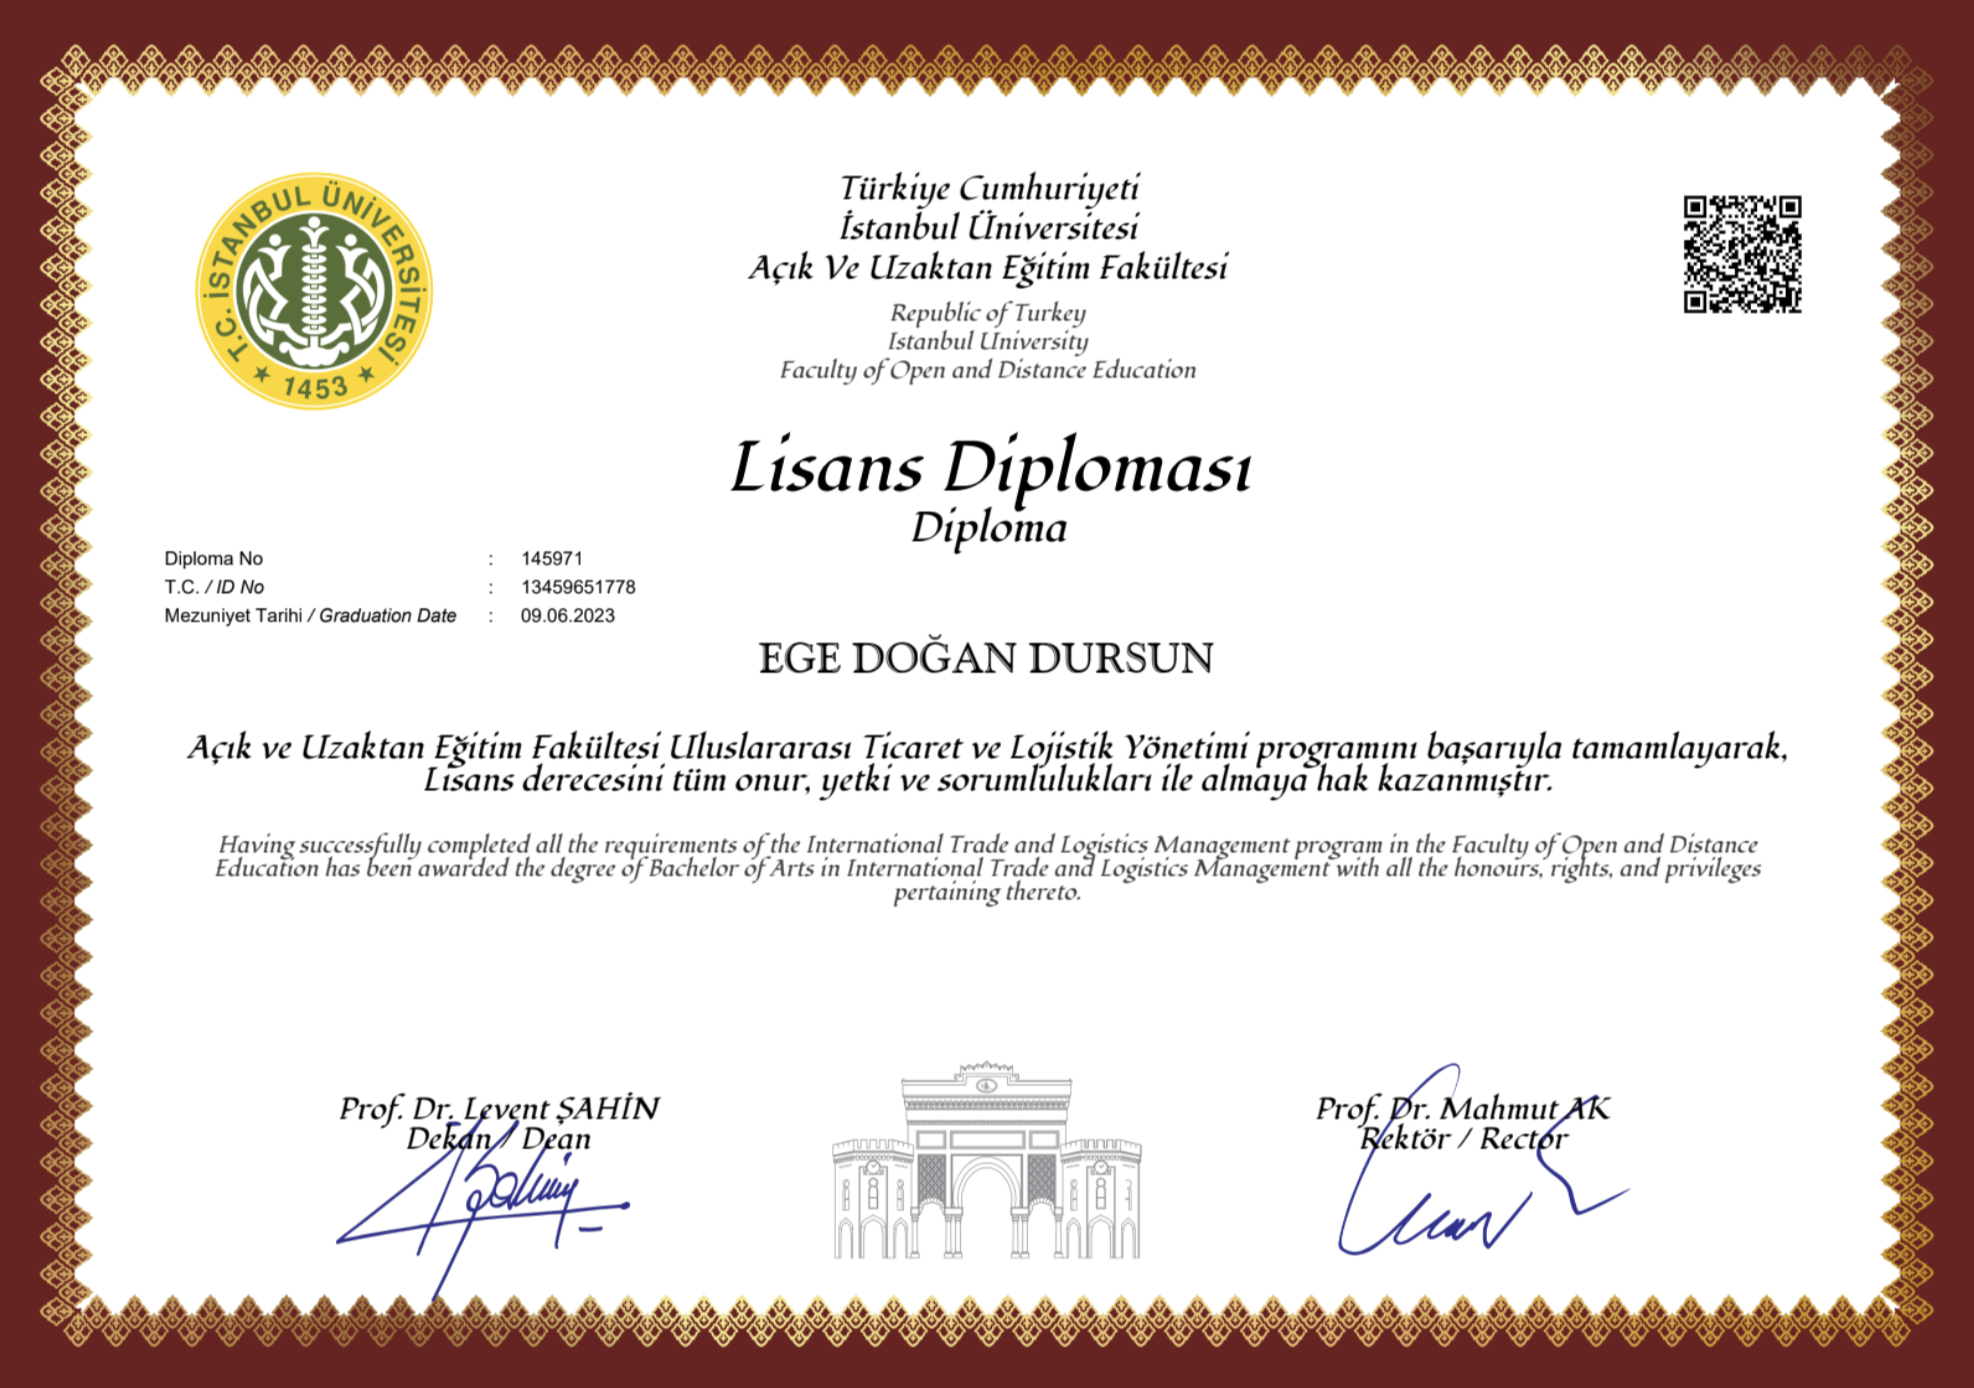 T.C. İSTANBUL ÜNİVERSİTESİ
★ 1453 ★
Türkiye Cumhuriyeti
İstanbul Üniversitesi
Açık Ve Uzaktan Eğitim Fakültesi
Republic of Turkey
Istanbul University
Faculty of Open and Distance Education
Lisans Diploması
Diploma
Diploma No : 145971
T.C. / ID No : 13459651778
Mezuniyet Tarihi / Graduation Date : 09.06.2023
EGE DOĞAN DURSUN
Açık ve Uzaktan Eğitim Fakültesi Uluslararası Ticaret ve Lojistik Yönetimi programını başarıyla tamamlayarak,
Lisans derecesini tüm onur, yetki ve sorumlulukları ile almaya hak kazanmıştır.
Having successfully completed all the requirements of the International Trade and Logistics Management program in the Faculty of Open and Distance
Education has been awarded the degree of Bachelor of Arts in International Trade and Logistics Management with all the honours, rights, and privileges
pertaining thereto.
Prof. Dr. Levent ŞAHİN
Dekan / Dean
Prof. Dr. Mahmut AK
Rektör / Rector